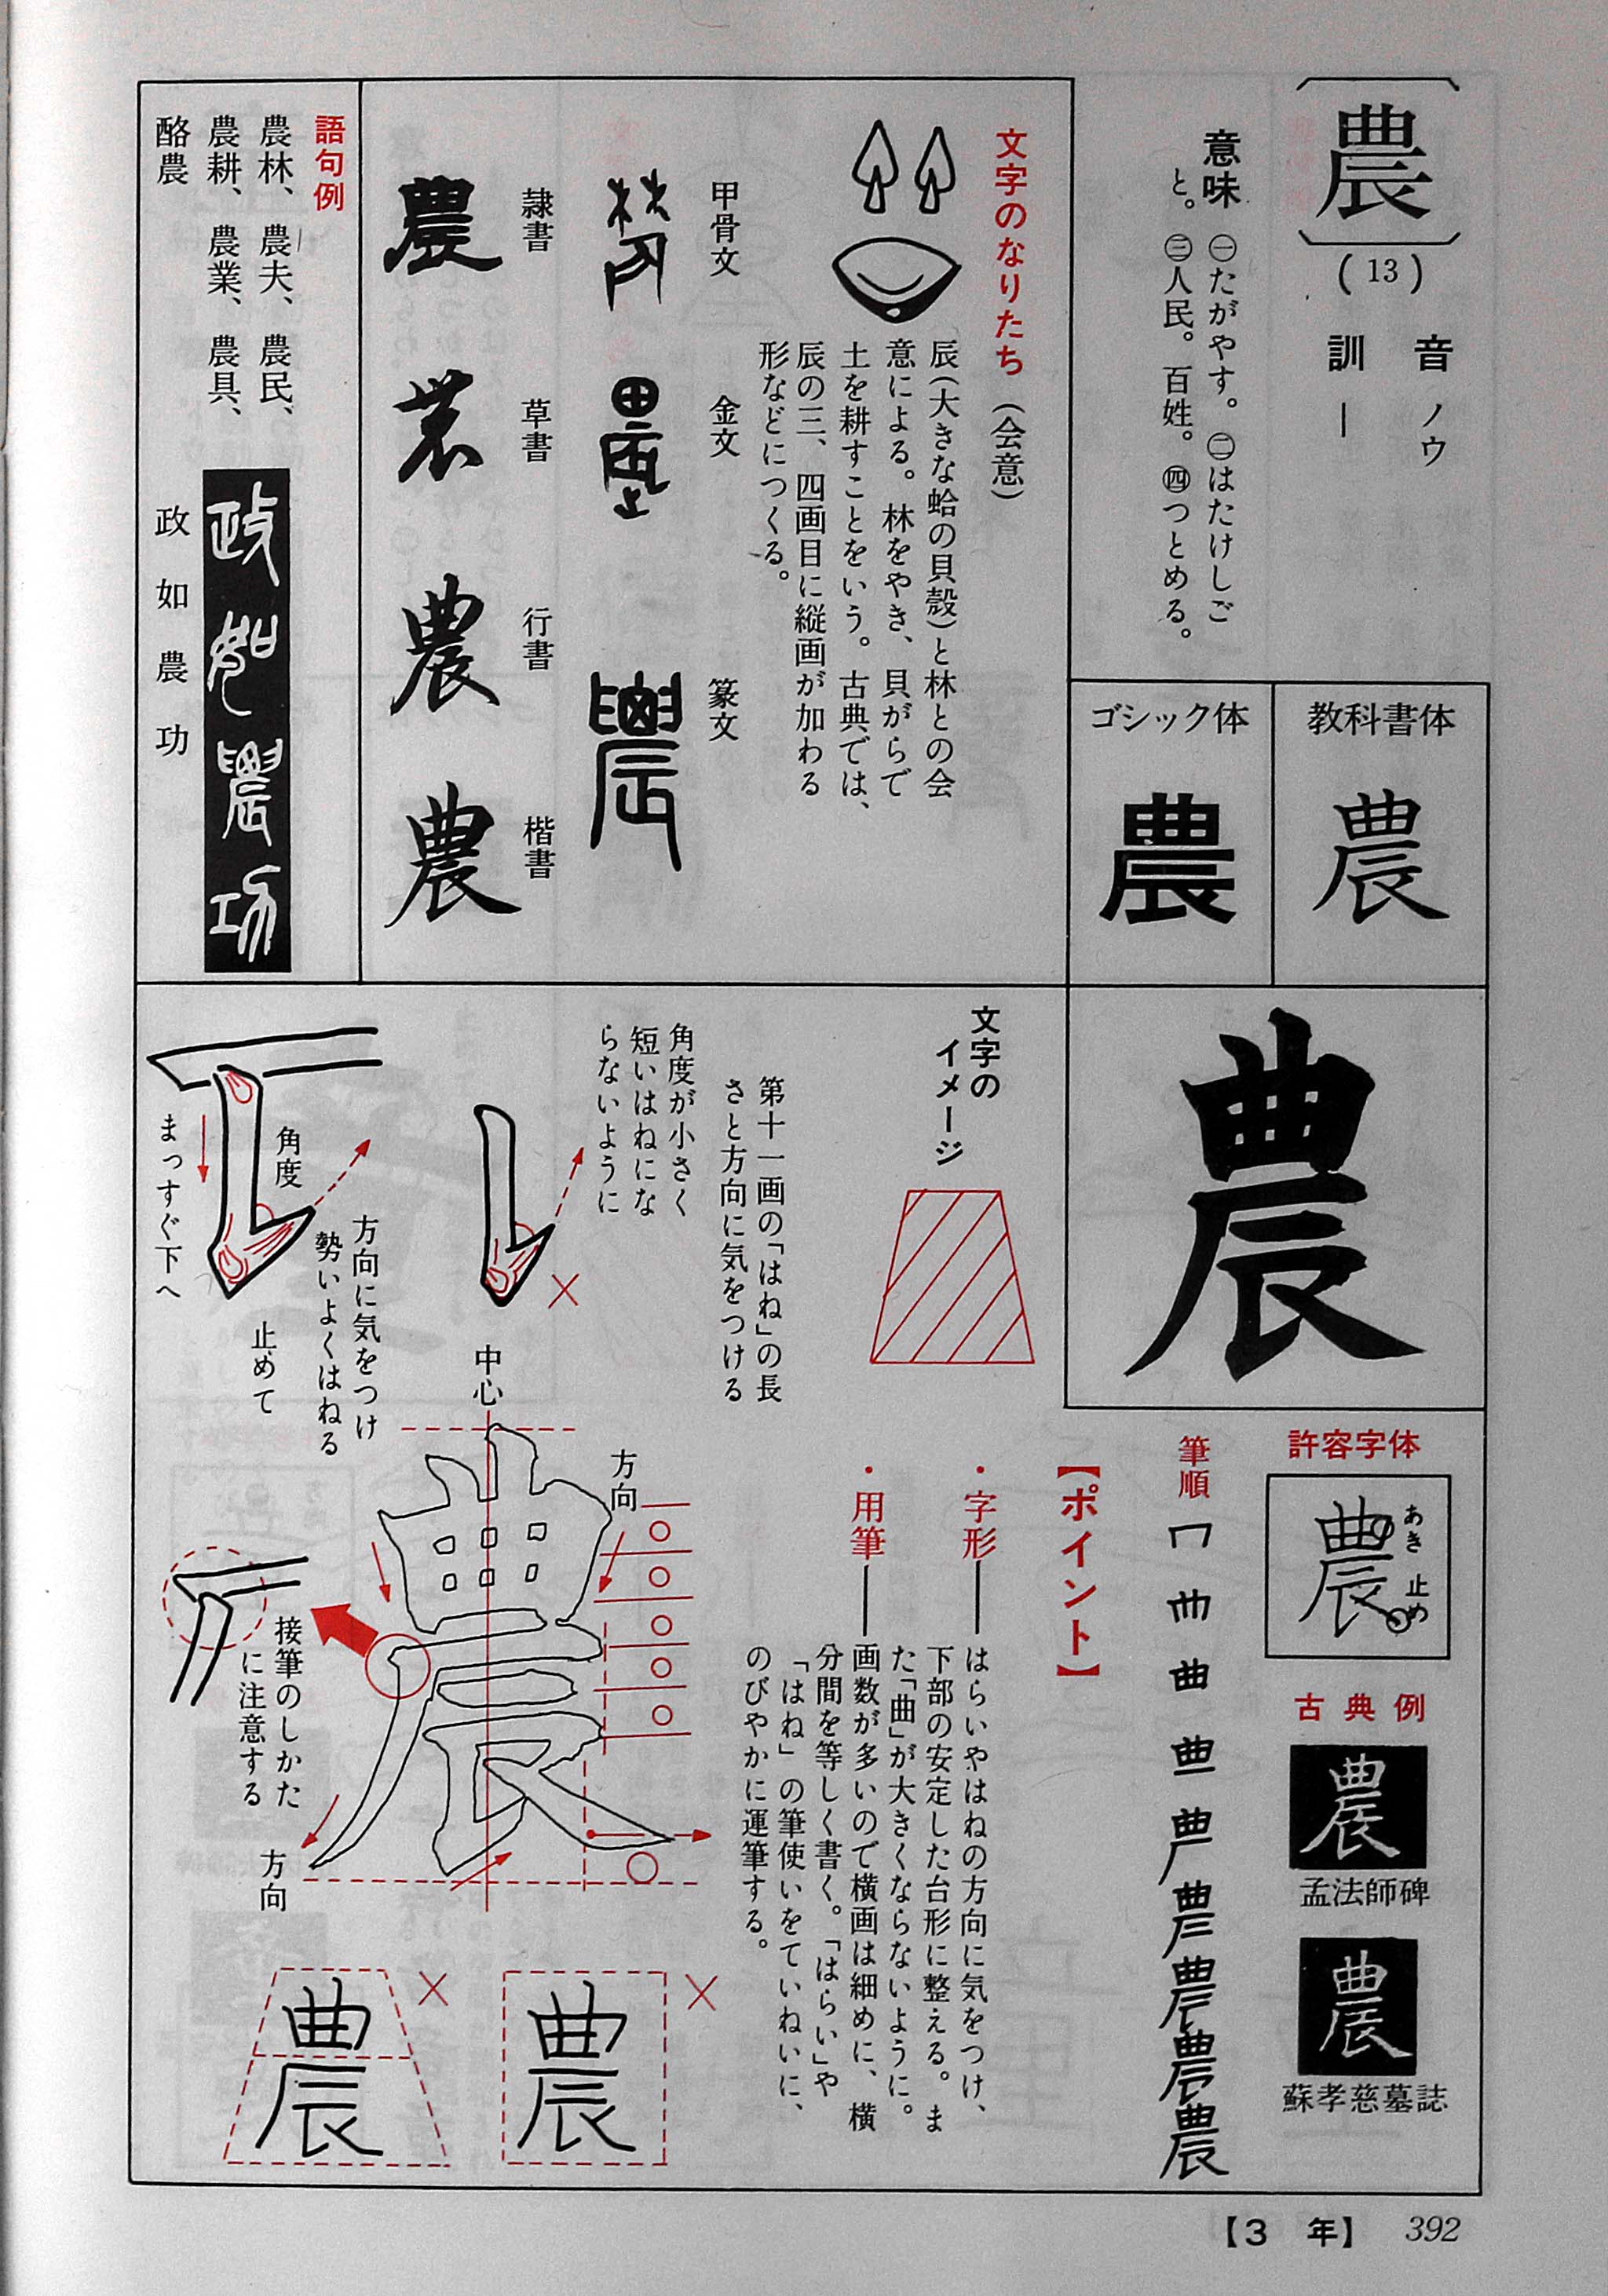 農
(13)
音 ノウ
訓 ―
意味 ㊀たがやす。㊁はたけしご
と。㊂人民。百姓。㊃つとめる。
教科書体
農
ゴシック体
農
文字のなりたち（会意）
辰（大きな蛤の貝殻）と林との会
意による。林をやき、貝がらで
土を耕すことをいう。古典では、
辰の三、四画目に縦画が加わる
形などにつくる。
甲骨文
金文
篆文
農
農
農
隷書
草書
行書
楷書
農
農
農
農
語句例
農林、農夫、農民、
農耕、農業、農具、
酪農
政如農功
政如農功
農
許容字体
農
あき
止め
古典例
農
孟法師碑
農
蘇孝慈墓誌
筆順
農
【ポイント】
・字形―はらいやはねの方向に気をつけ、
下部の安定した台形に整える。ま
た「曲」が大きくならないように。
・用筆―画数が多いので横画は細めに、横
分間を等しく書く。「はらい」や
「はね」の筆使いをていねいに、
のびやかに運筆する。
文字の
イメージ
第十一画の「はね」の長
さと方向に気をつける
角度が小さく
短いはねにな
らないように
角度
まっすぐ下へ
方向に気をつけ
勢いよくはねる
止めて
中心
方向
農
接筆のしかた
に注意する
方向
農
農
【3 年】 392